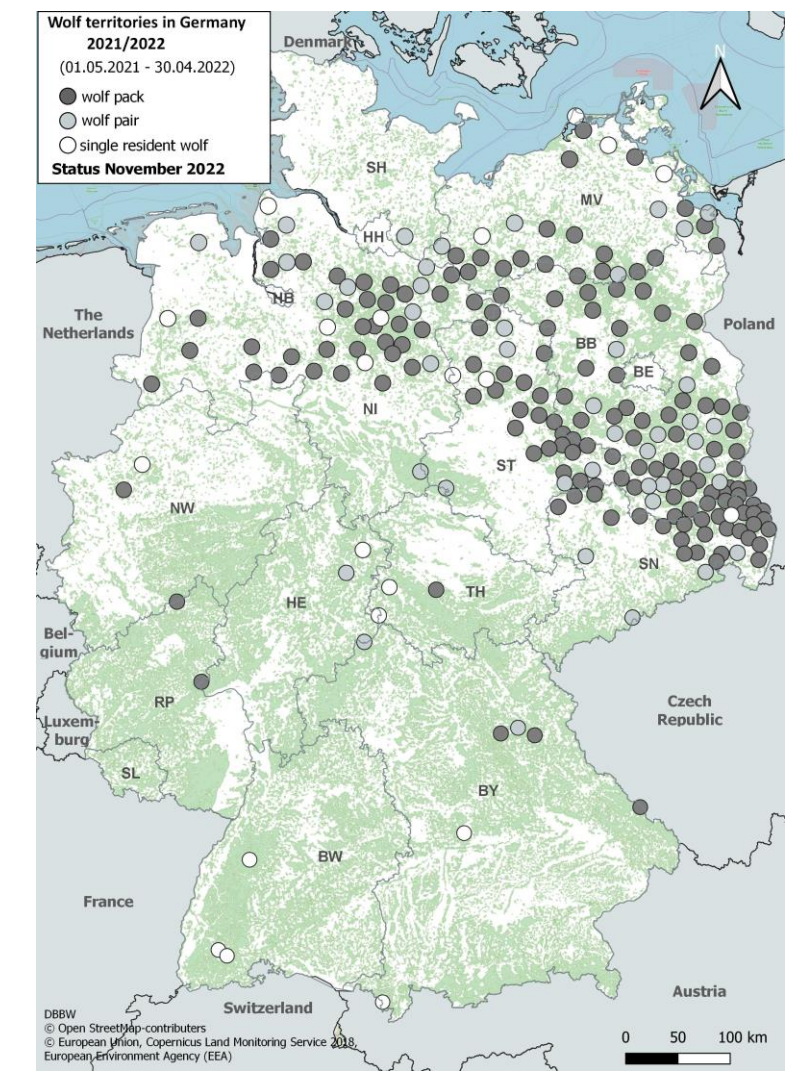 Wolf territories in Germany
2021/2022
(01.05.2021 - 30.04.2022)
wolf pack
wolf pair
single resident wolf
Status November 2022
Denmark
N
SH
MV
HH
HB
The
Netherlands
Poland
BB
BE
NI
ST
NW
SN
HE
TH
Bel-
gium
RP
Czech
Republic
Luxem-
burg
SL
BY
BW
France
Austria
Switzerland
DBBW
© Open StreetMap-contributers
© European Union, Copernicus Land Monitoring Service 2018,
European Environment Agency (EEA)
0 50 100 km